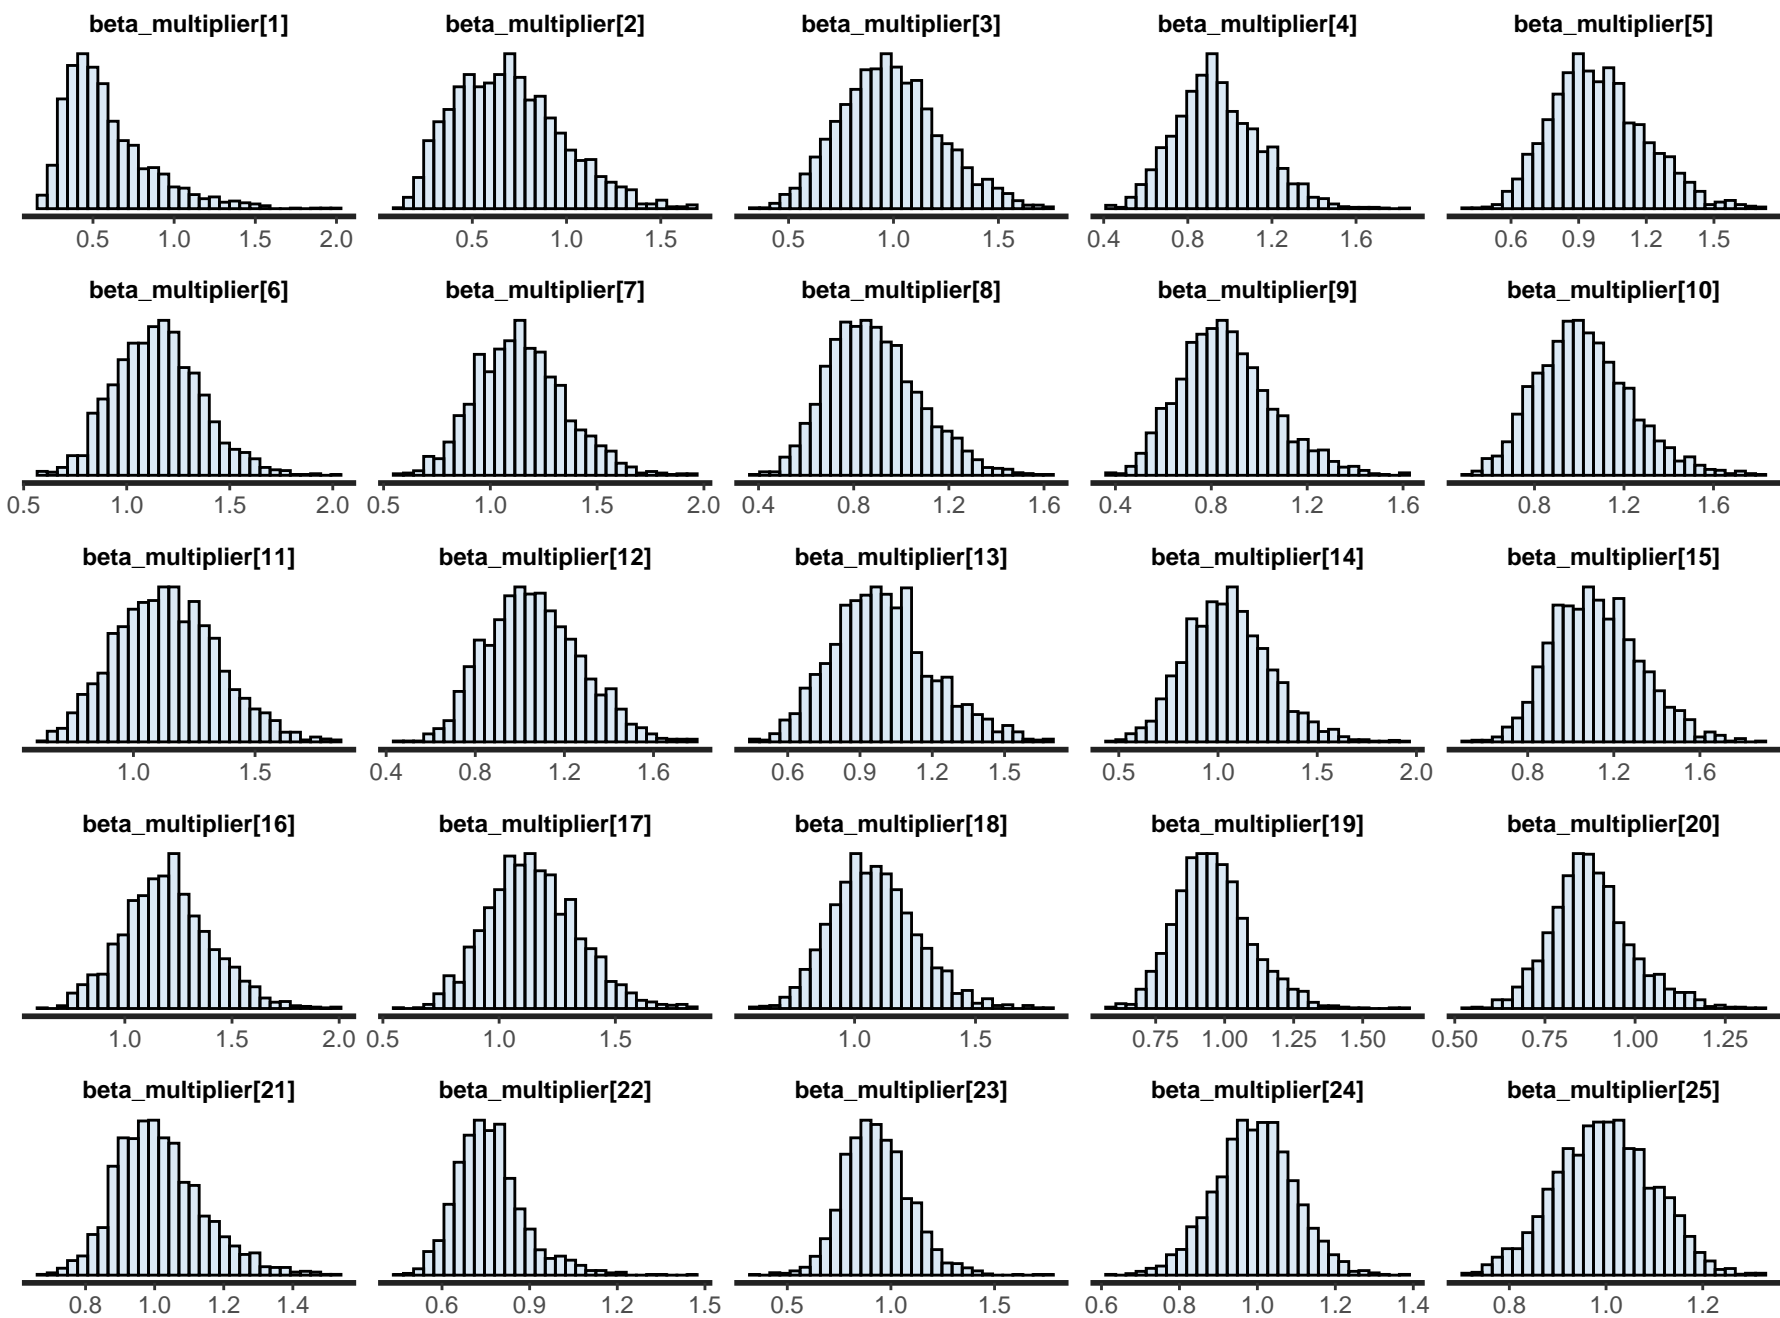 beta_multiplier[1] beta_multiplier[2] beta_multiplier[3] beta_multiplier[4] beta_multiplier[5]
0.5 1.0 1.5 2.0 0.5 1.0 1.5 0.5 1.0 1.5 0.4 0.8 1.2 1.6 0.6 0.9 1.2 1.5
beta_multiplier[6] beta_multiplier[7] beta_multiplier[8] beta_multiplier[9] beta_multiplier[10]
0.5 1.0 1.5 2.0 0.5 1.0 1.5 2.0 0.4 0.8 1.2 1.6 0.4 0.8 1.2 1.6 0.8 1.2 1.6
beta_multiplier[11] beta_multiplier[12] beta_multiplier[13] beta_multiplier[14] beta_multiplier[15]
1.0 1.5 0.4 0.8 1.2 1.6 0.6 0.9 1.2 1.5 0.5 1.0 1.5 2.0 0.8 1.2 1.6
beta_multiplier[16] beta_multiplier[17] beta_multiplier[18] beta_multiplier[19] beta_multiplier[20]
1.0 1.5 2.0 0.5 1.0 1.5 1.0 1.5 0.75 1.00 1.25 1.50 0.50 0.75 1.00 1.25
beta_multiplier[21] beta_multiplier[22] beta_multiplier[23] beta_multiplier[24] beta_multiplier[25]
0.8 1.0 1.2 1.4 0.6 0.9 1.2 1.5 0.5 1.0 1.5 0.6 0.8 1.0 1.2 1.4 0.8 1.0 1.2